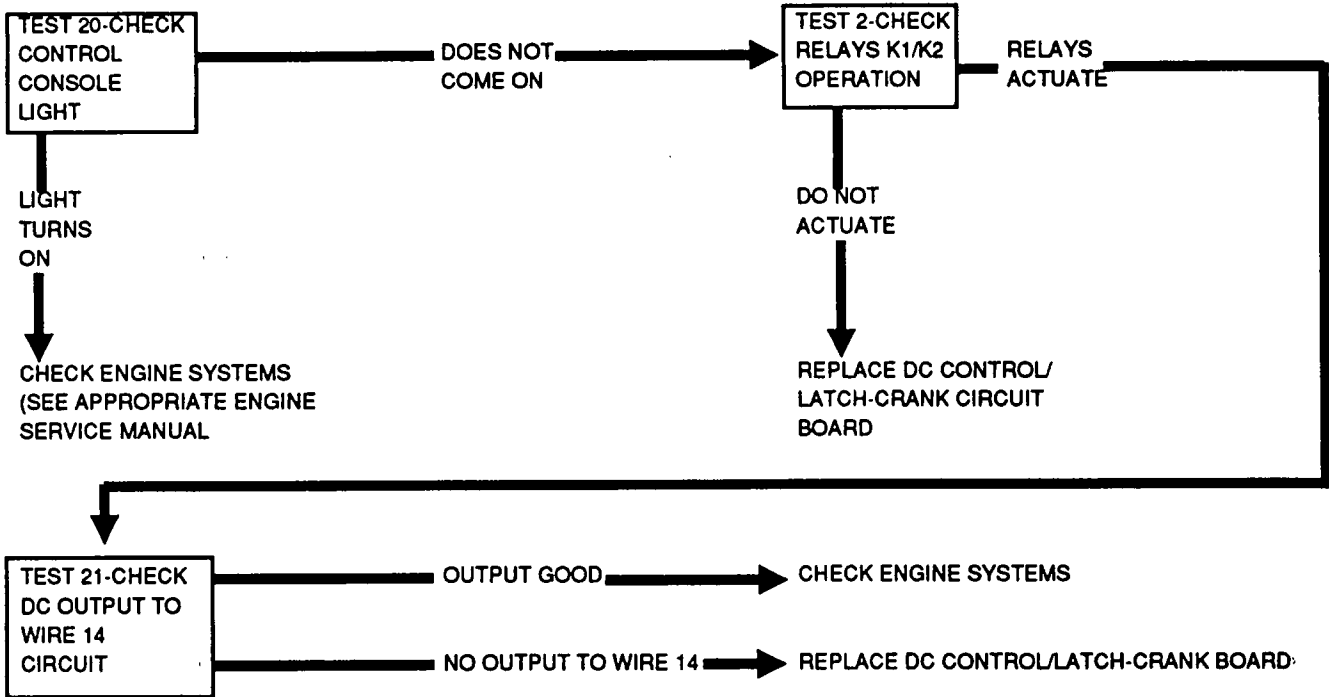 TEST 20-CHECK
CONTROL
CONSOLE
LIGHT
DOES NOT
COME ON
TEST 2-CHECK
RELAYS K1/K2
OPERATION
RELAYS
ACTUATE
LIGHT
TURNS
ON
DO NOT
ACTUATE
CHECK ENGINE SYSTEMS
(SEE APPROPRIATE ENGINE
SERVICE MANUAL
REPLACE DC CONTROL/
LATCH-CRANK CIRCUIT
BOARD
TEST 21-CHECK
DC OUTPUT TO
WIRE 14
CIRCUIT
OUTPUT GOOD
CHECK ENGINE SYSTEMS
NO OUTPUT TO WIRE 14
REPLACE DC CONTROL/LATCH-CRANK BOARD